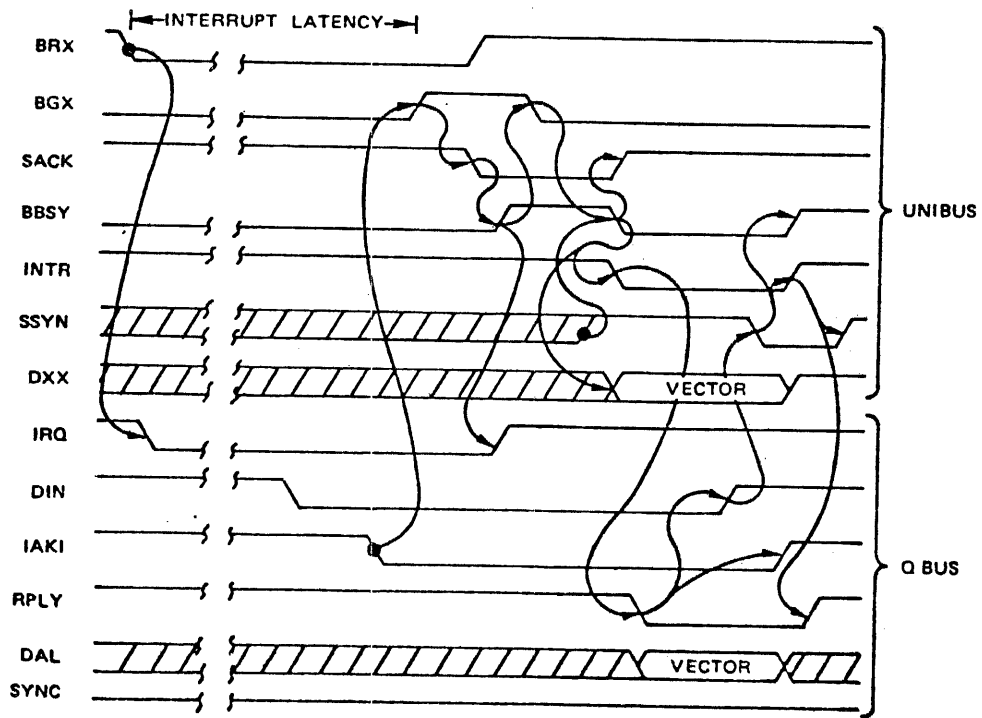 INTERRUPT LATENCY
BRX
BGX
SACK
BBSY
UNIBUS
INTR
SSYN
DXX
VECTOR
IRQ
DIN
IAKI
Q BUS
RPLY
DAL
VECTOR
SYNC